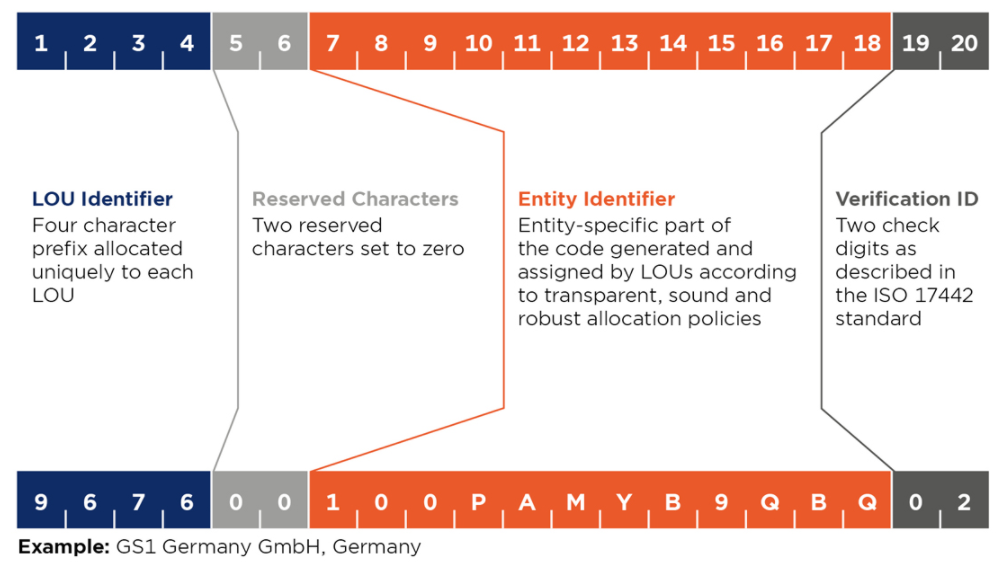 1 2 3 4 5 6 7 8 9 10 11 12 13 14 15 16 17 18 19 20
LOU Identifier
Four character
prefix allocated
uniquely to each
LOU
Reserved Characters
Two reserved
characters set to zero
Entity Identifier
Entity-specific part of
the code generated and
assigned by LOUs according
to transparent, sound and
robust allocation policies
Verification ID
Two check
digits as
described in
the ISO 17442
standard
9 6 7 6 0 0 1 0 0 P A M Y B 9 Q B Q 0 2
Example: GS1 Germany GmbH, Germany